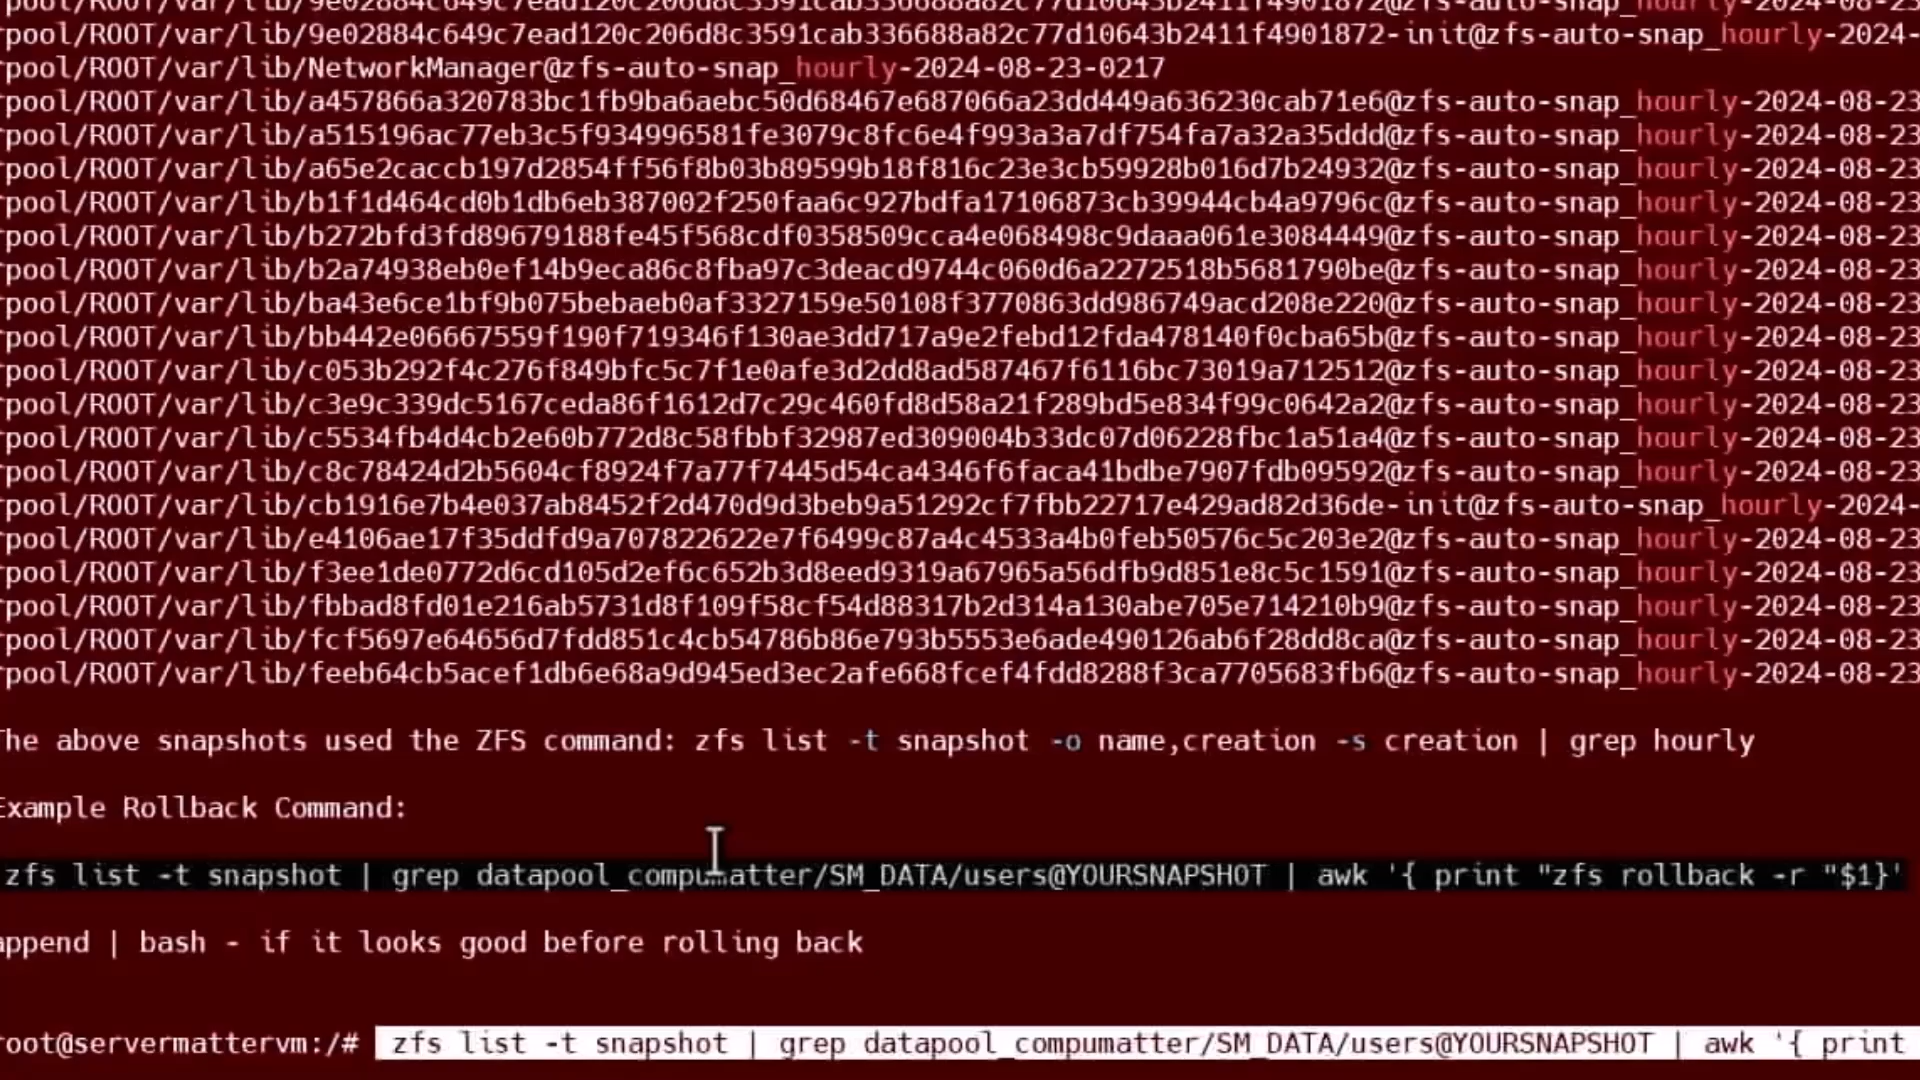 pool/ROOT/var/lib/9e02884c649c7ead120c206d8c3591cab336688a82c77d10643b2411f4901872@zfs-auto-snap_hourly-2024-08-23
pool/ROOT/var/lib/9e02884c649c7ead120c206d8c3591cab336688a82c77d10643b2411f4901872-init@zfs-auto-snap_hourly-2024-
pool/ROOT/var/lib/NetworkManager@zfs-auto-snap_hourly-2024-08-23-0217
pool/ROOT/var/lib/a457866a320783bc1fb9ba6aebc50d68467e687066a23dd449a636230cab71e6@zfs-auto-snap_hourly-2024-08-23
pool/ROOT/var/lib/a515196ac77eb3c5f934996581fe3079c8fc6e4f993a3a7df754fa7a32a35ddd@zfs-auto-snap_hourly-2024-08-23
pool/ROOT/var/lib/a65e2caccb197d2854ff56f8b03b89599b18f816c23e3cb59928b016d7b24932@zfs-auto-snap_hourly-2024-08-23
pool/ROOT/var/lib/b1f1d464cd0b1db6eb387002f250faa6c927bdfa17106873cb39944cb4a9796c@zfs-auto-snap_hourly-2024-08-23
pool/ROOT/var/lib/b272bfd3fd89679188fe45f568cdf0358509cca4e068498c9daaa061e3084449@zfs-auto-snap_hourly-2024-08-23
pool/ROOT/var/lib/b2a74938eb0ef14b9eca86c8fba97c3deacd9744c060d6a2272518b5681790be@zfs-auto-snap_hourly-2024-08-23
pool/ROOT/var/lib/ba43e6ce1bf9b075bebaeb0af3327159e50108f3770863dd986749acd208e220@zfs-auto-snap_hourly-2024-08-23
pool/ROOT/var/lib/bb442e06667559f190f719346f130ae3dd717a9e2febd12fda478140f0cba65b@zfs-auto-snap_hourly-2024-08-23
pool/ROOT/var/lib/c053b292f4c276f849bfc5c7f1e0afe3d2dd8ad587467f6116bc73019a712512@zfs-auto-snap_hourly-2024-08-23
pool/ROOT/var/lib/c3e9c339dc5167ceda86f1612d7c29c460fd8d58a21f289bd5e834f99c0642a2@zfs-auto-snap_hourly-2024-08-23
pool/ROOT/var/lib/c5534fb4d4cb2e60b772d8c58fbbf32987ed309004b33dc07d06228fbc1a51a4@zfs-auto-snap_hourly-2024-08-23
pool/ROOT/var/lib/c8c78424d2b5604cf8924f7a77f7445d54ca4346f6faca41bdbe7907fdb09592@zfs-auto-snap_hourly-2024-08-23
pool/ROOT/var/lib/cb1916e7b4e037ab8452f2d470d9d3beb9a51292cf7fbb22717e429ad82d36de-init@zfs-auto-snap_hourly-2024-
pool/ROOT/var/lib/e4106ae17f35ddfd9a707822622e7f6499c87a4c4533a4b0feb50576c5c203e2@zfs-auto-snap_hourly-2024-08-23
pool/ROOT/var/lib/f3ee1de0772d6cd105d2ef6c652b3d8eed9319a67965a56dfb9d851e8c5c1591@zfs-auto-snap_hourly-2024-08-23
pool/ROOT/var/lib/fbbad8fd01e216ab5731d8f109f58cf54d88317b2d314a130abe705e714210b9@zfs-auto-snap_hourly-2024-08-23
pool/ROOT/var/lib/fcf5697e64656d7fdd851c4cb54786b86e793b5553e6ade490126ab6f28dd8ca@zfs-auto-snap_hourly-2024-08-23
pool/ROOT/var/lib/feeb64cb5acef1db6e68a9d945ed3ec2afe668fcef4fdd8288f3ca7705683fb6@zfs-auto-snap_hourly-2024-08-23
The above snapshots used the ZFS command: zfs list -t snapshot -o name,creation -s creation | grep hourly
Example Rollback Command:
zfs list -t snapshot | grep datapool_compumatter/SM_DATA/users@YOURSNAPSHOT | awk '{ print "zfs rollback -r "$1}'
append | bash - if it looks good before rolling back
root@servermattervm:/# zfs list -t snapshot | grep datapool_compumatter/SM_DATA/users@YOURSNAPSHOT | awk '{ print